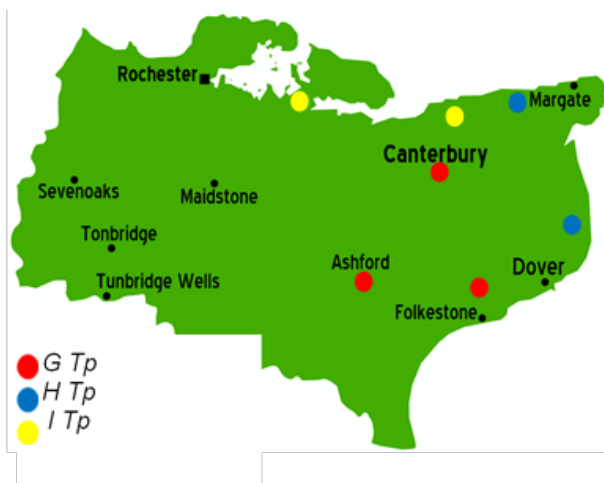 Rochester
Margate
Canterbury
Sevenoaks
Maidstone
Tonbridge
Ashford
Dover
Tunbridge Wells
Folkestone
G Tp
H Tp
I Tp